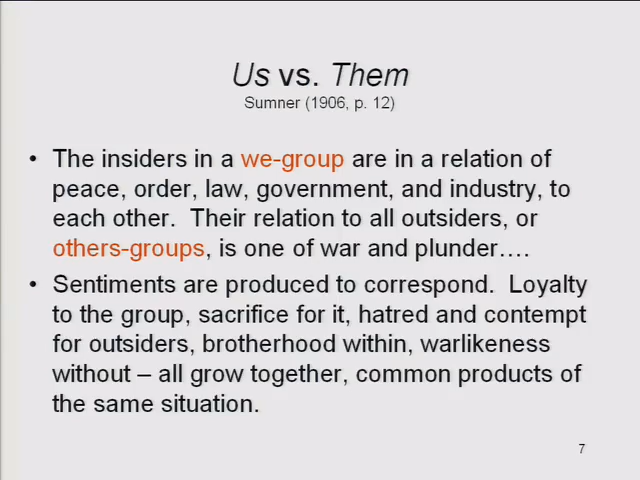 Us vs. Them
Sumner (1906, p. 12)
• The insiders in a we-group are in a relation of
peace, order, law, government, and industry, to
each other. Their relation to all outsiders, or
others-groups, is one of war and plunder….
• Sentiments are produced to correspond. Loyalty
to the group, sacrifice for it, hatred and contempt
for outsiders, brotherhood within, warlikeness
without – all grow together, common products of
the same situation.
7